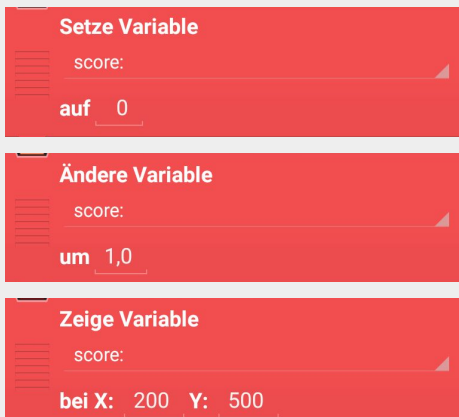 Setze Variable
score:
auf 0
Ändere Variable
score:
um 1,0
Zeige Variable
score:
bei X: 200 Y: 500